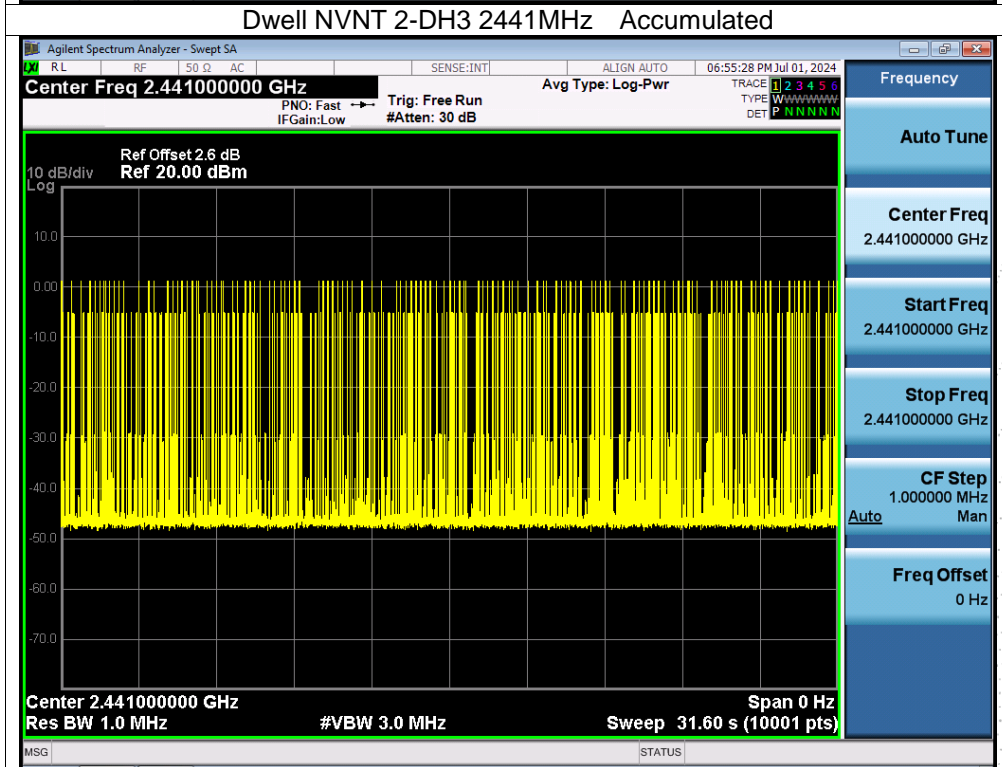 Dwell NVNT 2-DH3 2441MHz Accumulated
Agilent Spectrum Analyzer - Swept SA
LXI RL RF 50 Ω AC SENSE:INT ALIGN AUTO 06:55:28 PM Jul 01, 2024
Center Freq 2.441000000 GHz
PNO: Fast
IFGain:Low
Trig: Free Run
#Atten: 30 dB
Avg Type: Log-Pwr
TRACE 1 2 3 4 5 6
TYPE WWWWWW
DET P N N N N N
Ref Offset 2.6 dB
10 dB/div Ref 20.00 dBm
Log
10.0
0.00
-10.0
-20.0
-30.0
-40.0
-50.0
-60.0
-70.0
Center 2.441000000 GHz Span 0 Hz
Res BW 1.0 MHz #VBW 3.0 MHz Sweep 31.60 s (10001 pts)
MSG STATUS
Frequency
Auto Tune
Center Freq
2.441000000 GHz
Start Freq
2.441000000 GHz
Stop Freq
2.441000000 GHz
CF Step
1.000000 MHz
Auto Man
Freq Offset
0 Hz